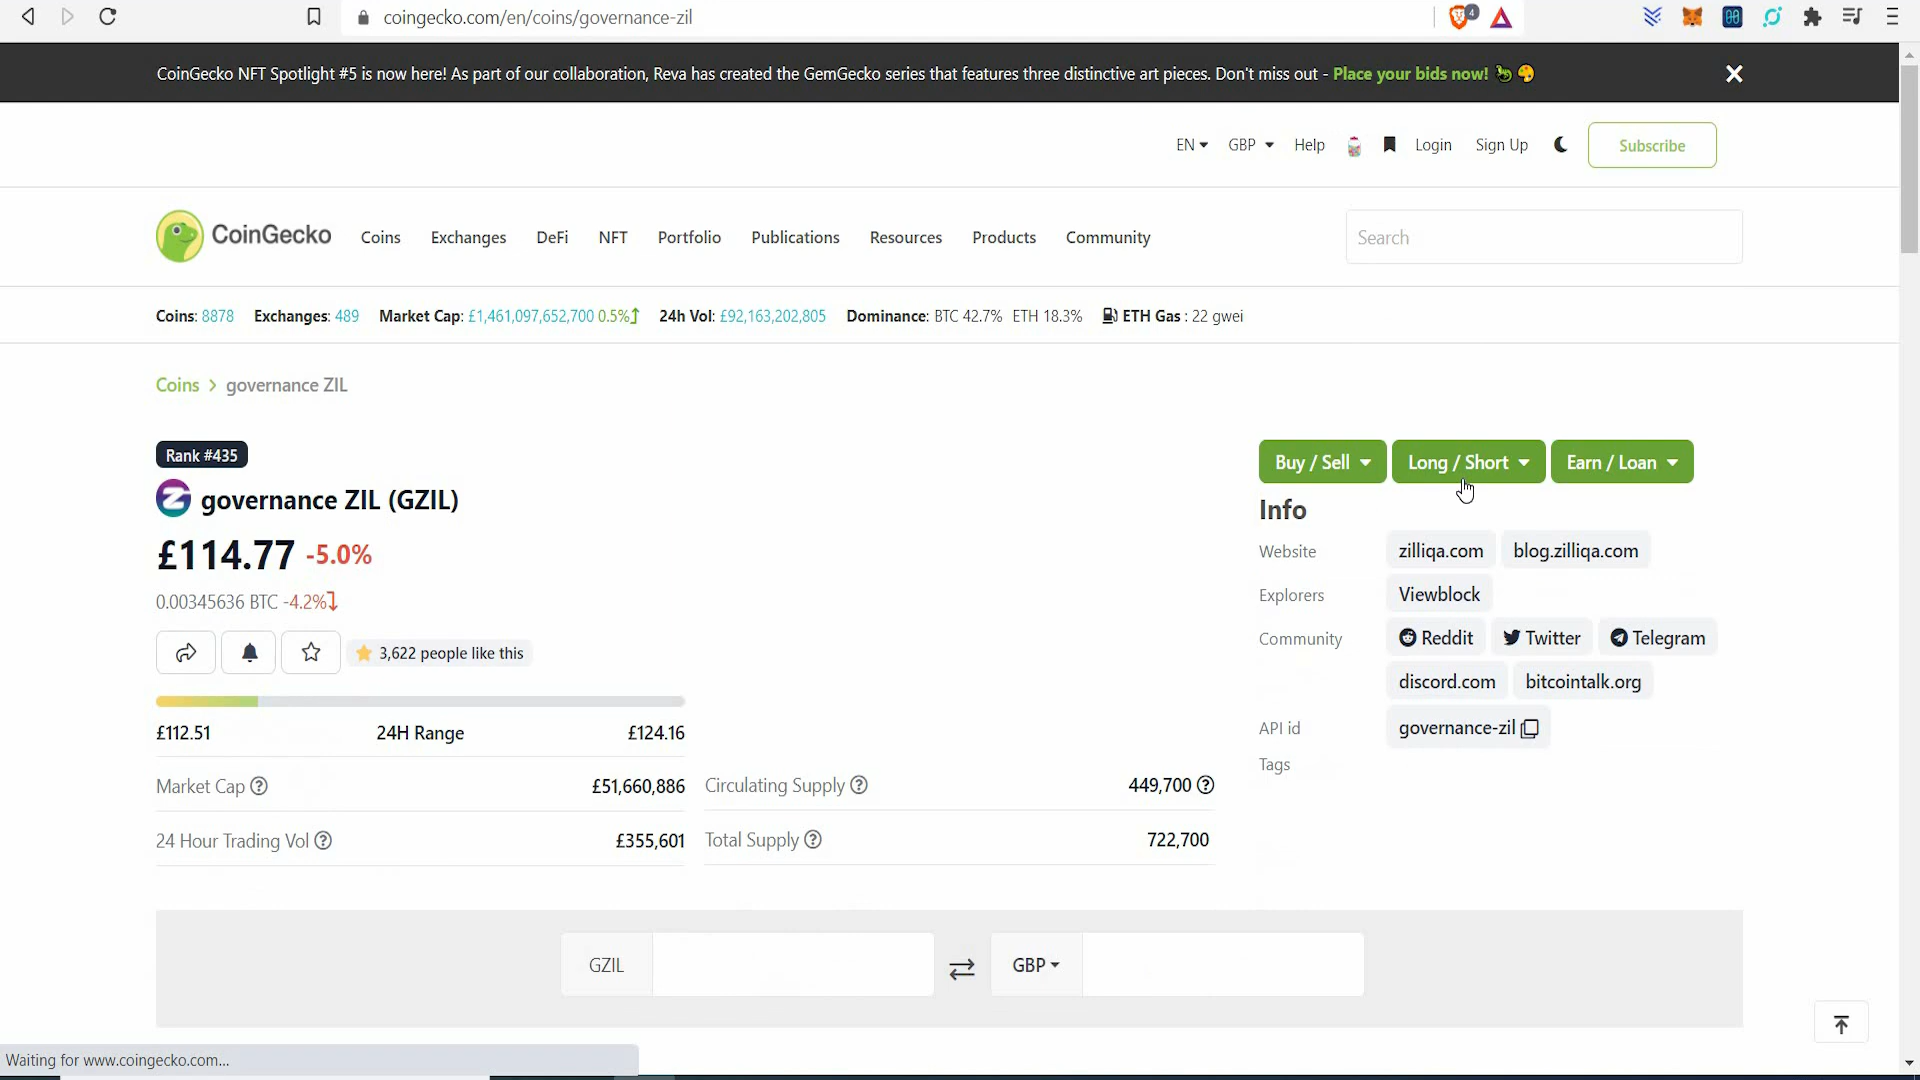 coingecko.com/en/coins/governance-zil
4
CoinGecko NFT Spotlight #5 is now here! As part of our collaboration, Reva has created the GemGecko series that features three distinctive art pieces. Don't miss out - Place your bids now!
EN GBP Help Login Sign Up Subscribe
CoinGecko Coins Exchanges DeFi NFT Portfolio Publications Resources Products Community Search
Coins: 8878 Exchanges: 489 Market Cap: £1,461,097,652,700 0.5% 24h Vol: £92,163,202,805 Dominance: BTC 42.7% ETH 18.3% ETH Gas : 22 gwei
Coins > governance ZIL
Rank #435
governance ZIL (GZIL)
£114.77 -5.0%
0.00345636 BTC -4.2%
3,622 people like this
£112.51 24H Range £124.16
Market Cap £51,660,886
24 Hour Trading Vol £355,601
Circulating Supply 449,700
Total Supply 722,700
Buy / Sell Long / Short Earn / Loan
Info
Website zilliqa.com blog.zilliqa.com
Explorers Viewblock
Community Reddit Twitter Telegram
discord.com bitcointalk.org
API id governance-zil
Tags
GZIL GBP
Waiting for www.coingecko.com...